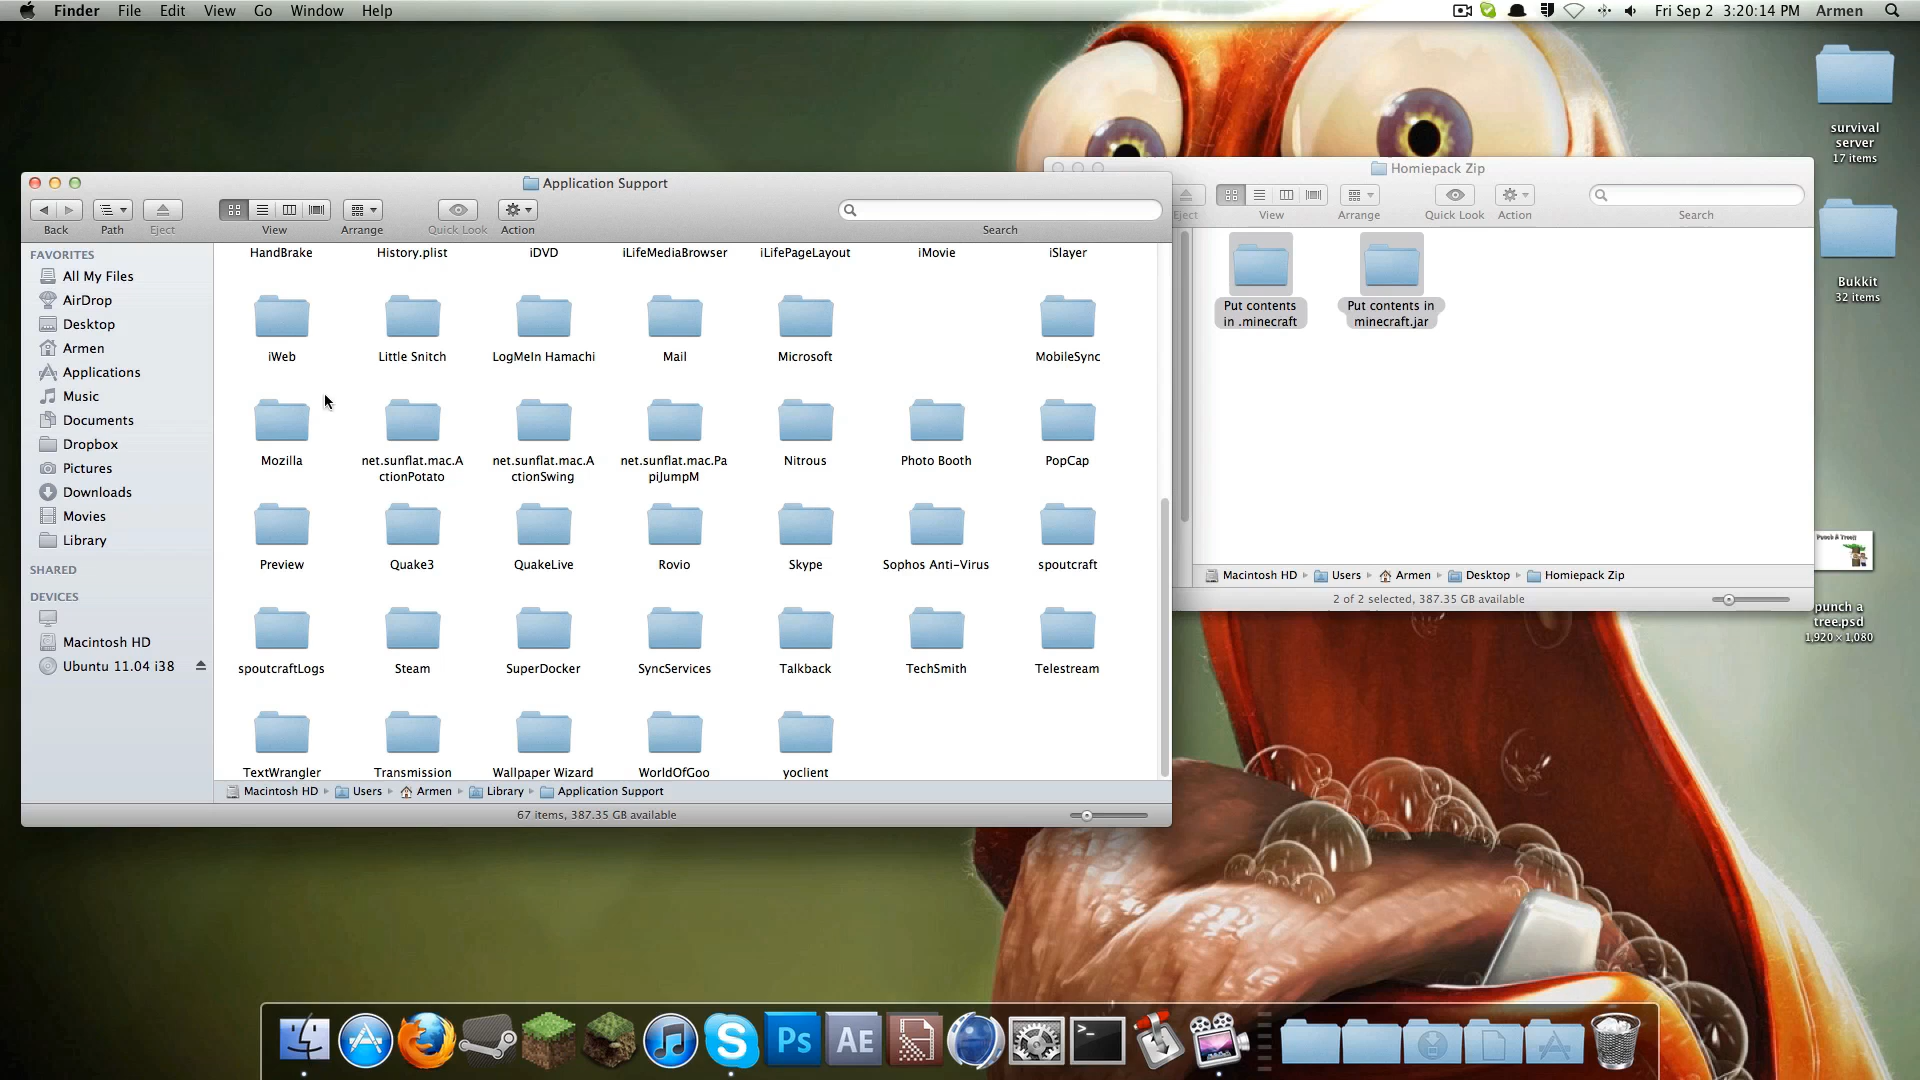 Finder File Edit View Go Window Help
Fri Sep 2 3:20:14 PM Armen
survival
server
17 items
Bukkit
32 items
punch a
tree.psd
1,920 × 1,080
Homiepack Zip
Eject View Arrange Quick Look Action Search
Put contents
in .minecraft
Put contents in
minecraft.jar
Macintosh HD Users Armen Desktop Homiepack Zip
2 of 2 selected, 387.35 GB available
Application Support
Back Path Eject View Arrange Quick Look Action Search
FAVORITES
All My Files
AirDrop
Desktop
Armen
Applications
Music
Documents
Dropbox
Pictures
Downloads
Movies
Library
SHARED
DEVICES
Macintosh HD
Ubuntu 11.04 i38
HandBrake History.plist iDVD iLifeMediaBrowser iLifePageLayout iMovie iSlayer
iWeb Little Snitch LogMeIn Hamachi Mail Microsoft MobileSync
Mozilla
net.sunflat.mac.A
ctionPotato
net.sunflat.mac.A
ctionSwing
net.sunflat.mac.Pa
piJumpM
Nitrous Photo Booth PopCap
Preview Quake3 QuakeLive Rovio Skype Sophos Anti-Virus spoutcraft
spoutcraftLogs Steam SuperDocker SyncServices Talkback TechSmith Telestream
TextWrangler Transmission Wallpaper Wizard WorldOfGoo yoclient
Macintosh HD Users Armen Library Application Support
67 items, 387.35 GB available
Ps
AE